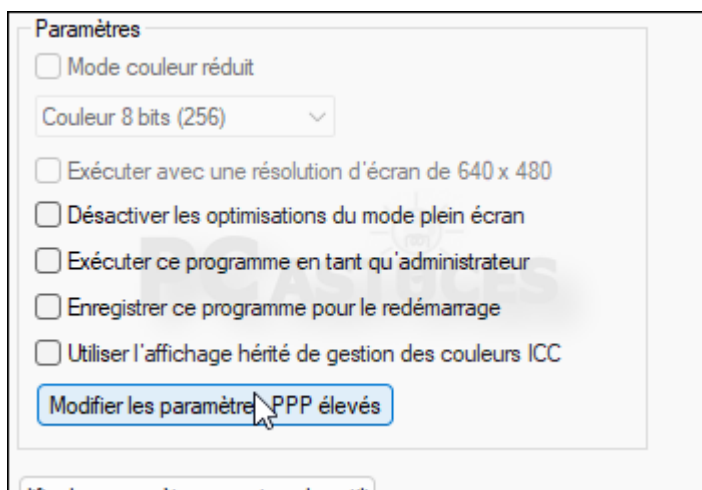 Paramètres
Mode couleur réduit
Couleur 8 bits (256)
Exécuter avec une résolution d'écran de 640 x 480
Désactiver les optimisations du mode plein écran
Exécuter ce programme en tant qu'administrateur
PC ASTUCES
Enregistrer ce programme pour le redémarrage
Utiliser l'affichage hérité de gestion des couleurs ICC
Modifier les paramètres PPP élevés